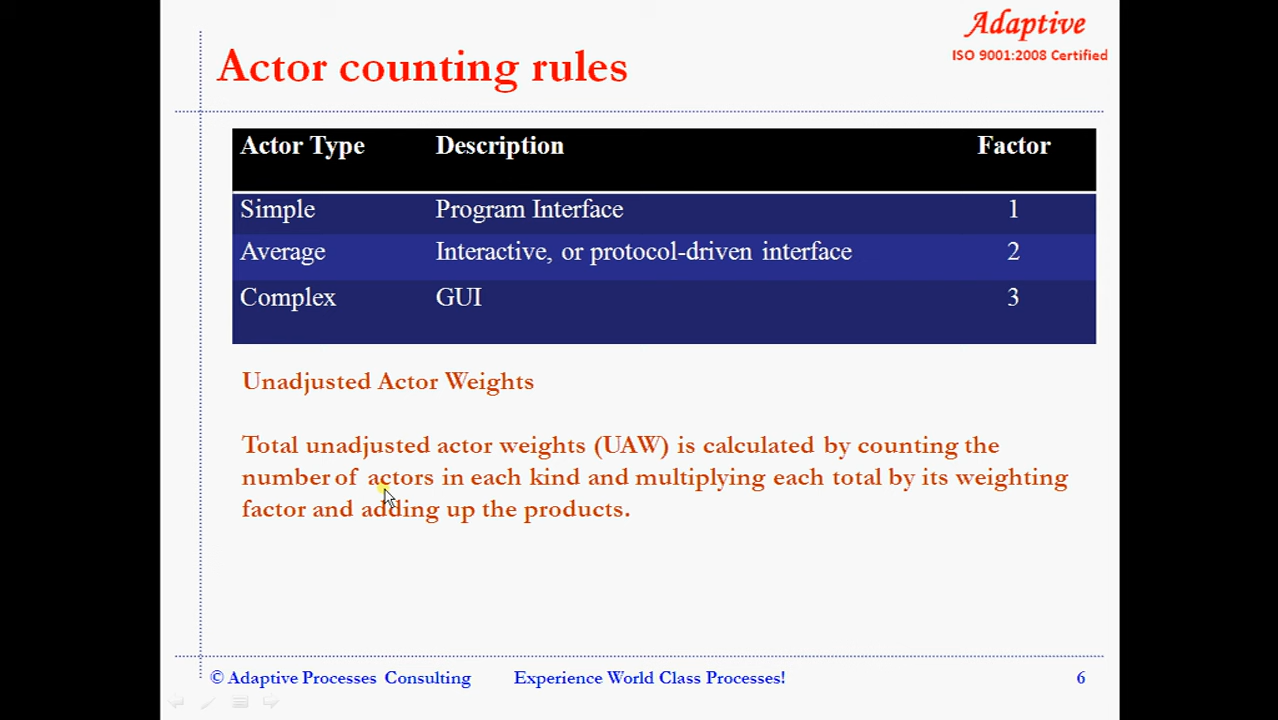 Adaptive
ISO 9001:2008 Certified
Actor counting rules
Actor Type Description Factor
Simple Program Interface 1
Average Interactive, or protocol-driven interface 2
Complex GUI 3
Unadjusted Actor Weights
Total unadjusted actor weights (UAW) is calculated by counting the
number of actors in each kind and multiplying each total by its weighting
factor and adding up the products.
© Adaptive Processes Consulting Experience World Class Processes! 6